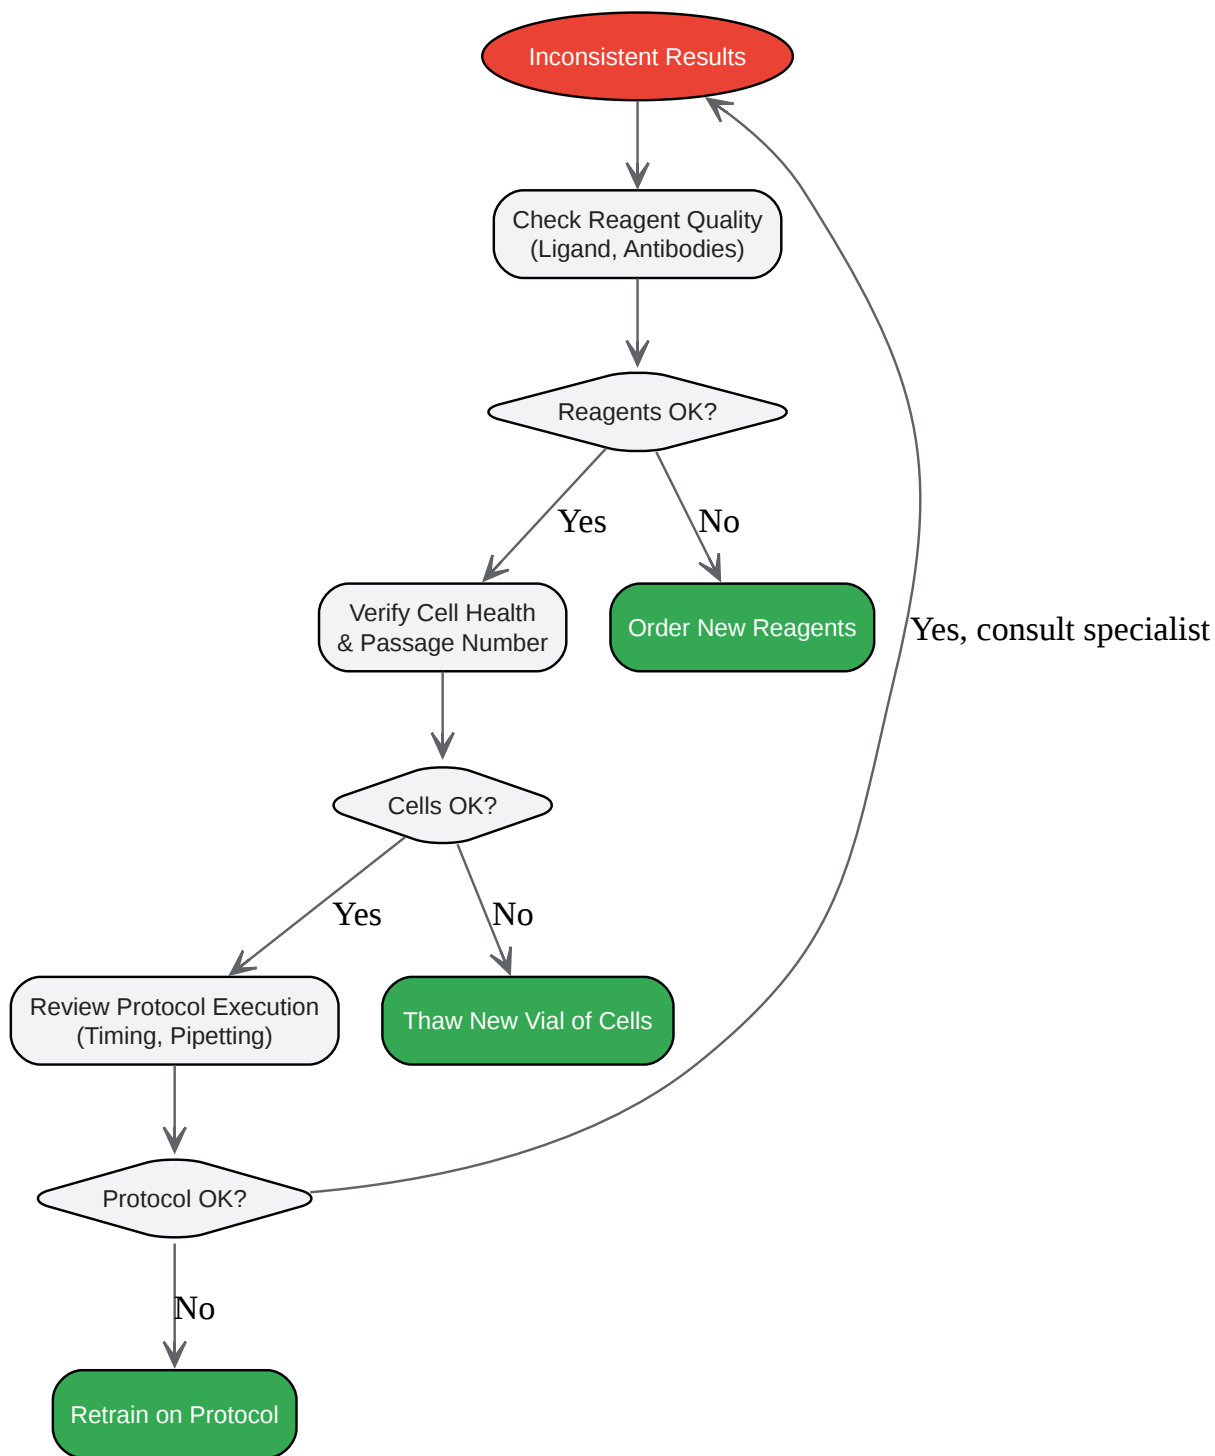 Inconsistent Results
Check Reagent Quality
(Ligand, Antibodies)
Reagents OK?
Yes
No
Verify Cell Health
& Passage Number
Order New Reagents
Yes, consult specialist
Cells OK?
Yes
No
Review Protocol Execution
(Timing, Pipetting)
Thaw New Vial of Cells
Protocol OK?
No
Retrain on Protocol